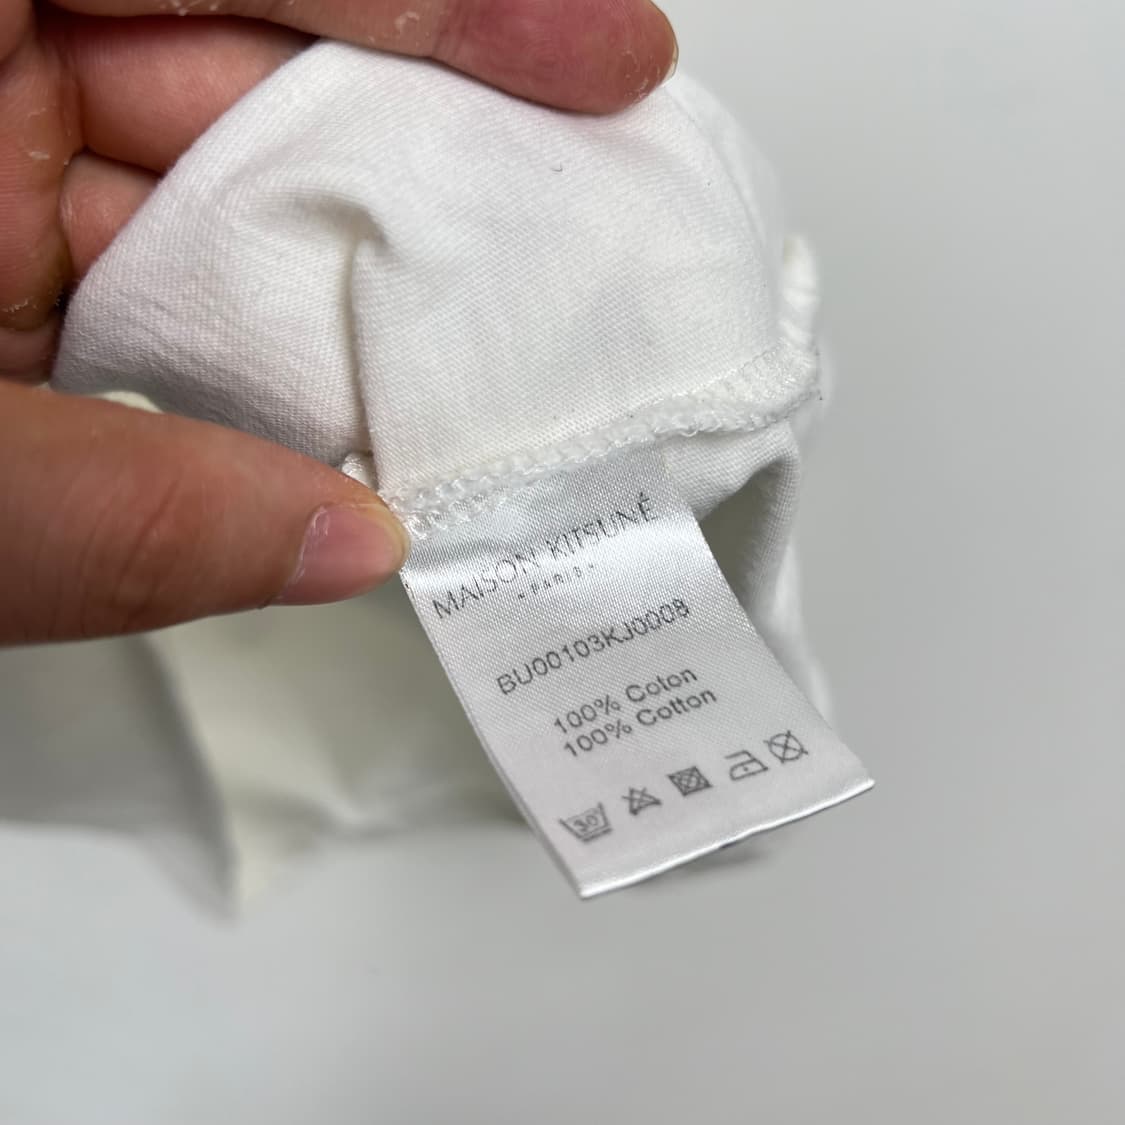 MAISON KITSUNÉ
- PARIS -
BU00103KJ0008
100% Coton
100% Cotton
30°